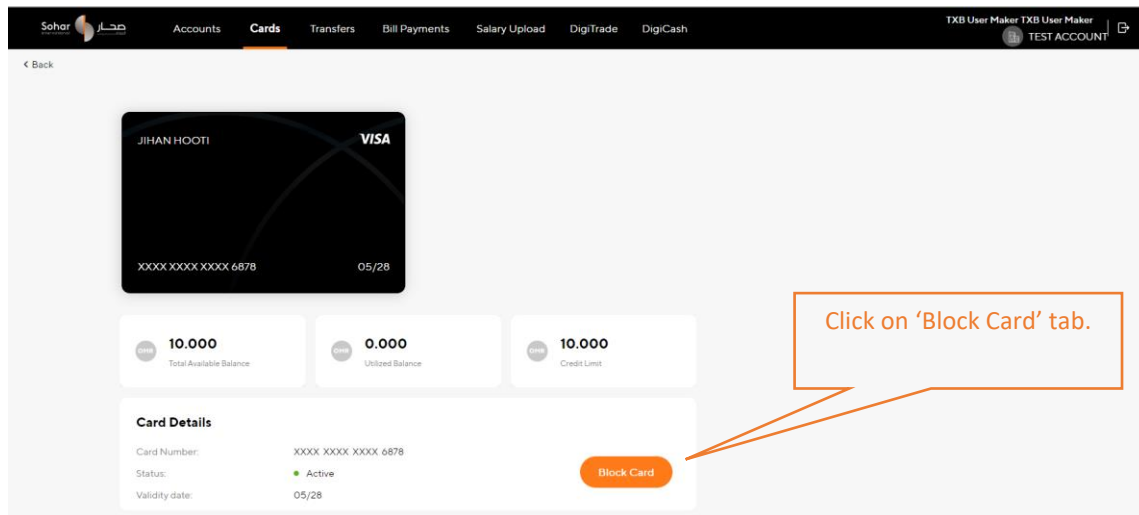 Sohar صحار
Accounts Cards Transfers Bill Payments Salary Upload DigiTrade DigiCash
TXB User Maker TXB User Maker
TEST ACCOUNT
< Back
JIHAN HOOTI VISA
XXXX XXXX XXXX 6878 05/28
Click on ‘Block Card’ tab.
OMR 10.000 OMR 0.000 OMR 10.000
Total Available Balance Utilized Balance Credit Limit
Card Details
Card Number: XXXX XXXX XXXX 6878
Status: Active
Block Card
Validity date: 05/28